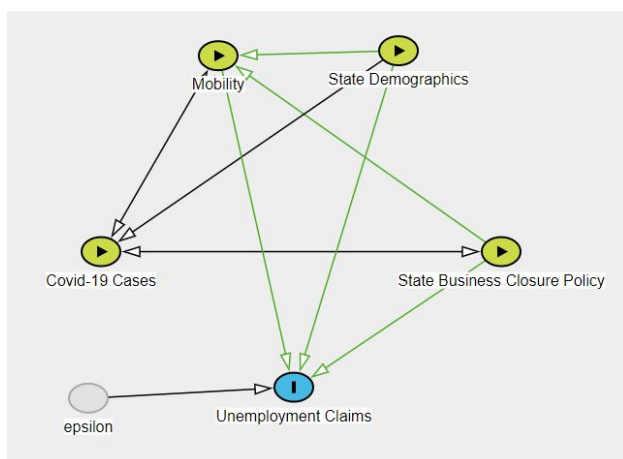 State Demographics
Mobility
Covid-19 Cases
State Business Closure Policy
Unemployment Claims
epsilon